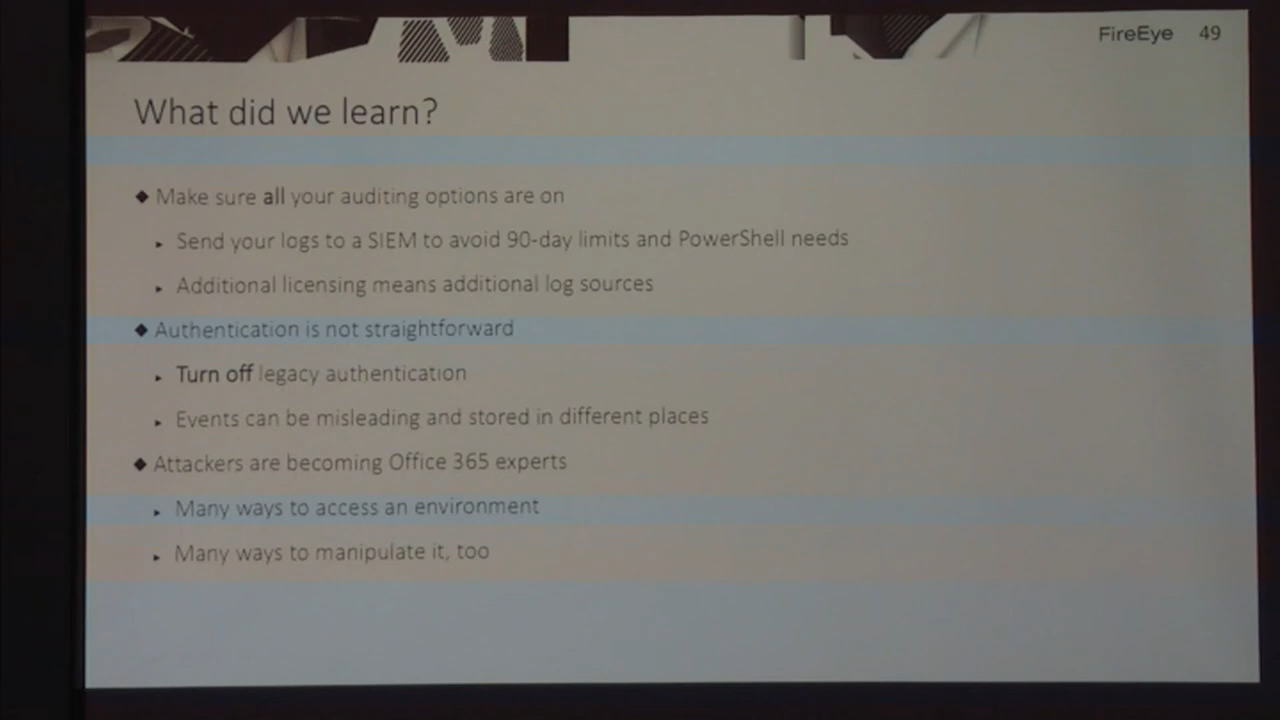 FireEye 49
What did we learn?
◆ Make sure all your auditing options are on
▸ Send your logs to a SIEM to avoid 90-day limits and PowerShell needs
▸ Additional licensing means additional log sources
◆ Authentication is not straightforward
▸ Turn off legacy authentication
▸ Events can be misleading and stored in different places
◆ Attackers are becoming Office 365 experts
▸ Many ways to access an environment
▸ Many ways to manipulate it, too